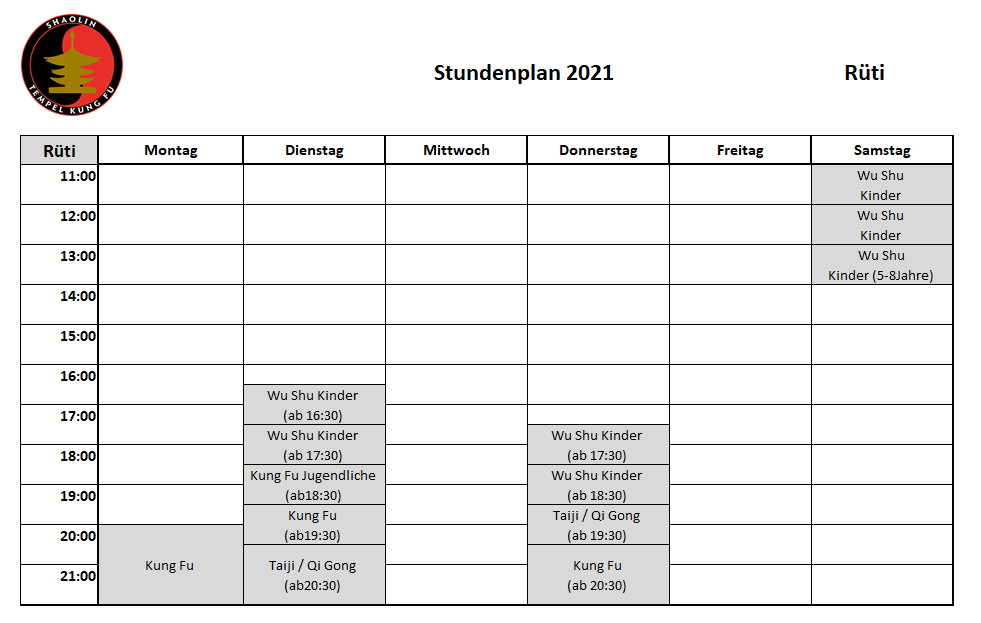 SHAOLIN
TEMPEL KUNG FU
Stundenplan 2021 Rüti
Rüti Montag Dienstag Mittwoch Donnerstag Freitag Samstag
11:00 Wu Shu
Kinder
12:00 Wu Shu
Kinder
13:00 Wu Shu
Kinder (5-8Jahre)
14:00
15:00
16:00
Wu Shu Kinder
17:00 (ab 16:30)
Wu Shu Kinder Wu Shu Kinder
18:00 (ab 17:30) (ab 17:30)
Kung Fu Jugendliche Wu Shu Kinder
19:00 (ab18:30) (ab 18:30)
Kung Fu Taiji / Qi Gong
20:00 (ab19:30) (ab 19:30)
Kung Fu Taiji / Qi Gong Kung Fu
21:00 (ab20:30) (ab 20:30)